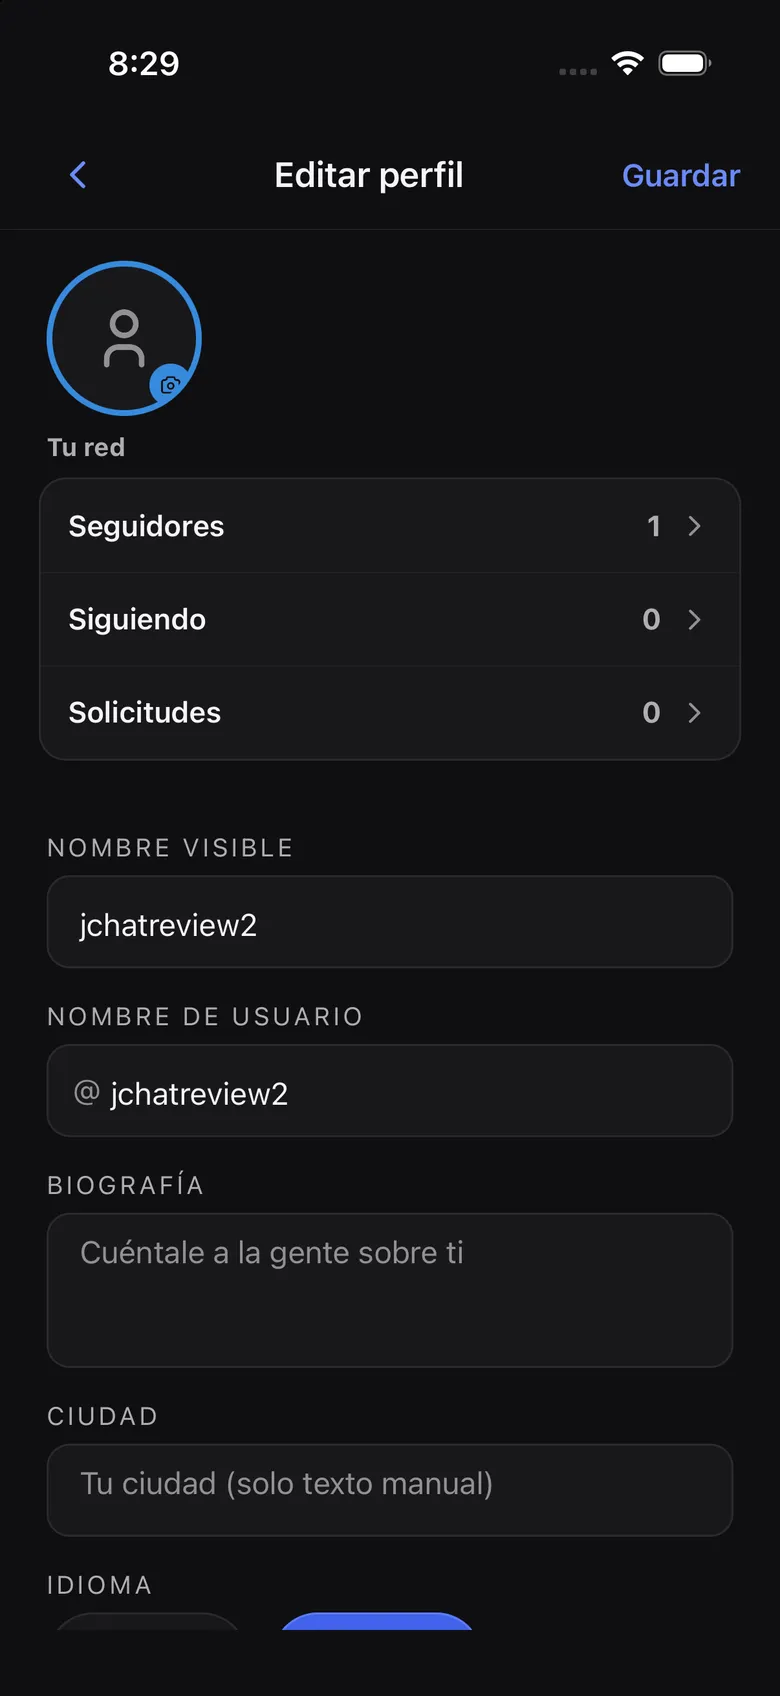 8:29
Editar perfil
Guardar
Tu red
Seguidores 1
Siguiendo 0
Solicitudes 0
NOMBRE VISIBLE
jchatreview2
NOMBRE DE USUARIO
@ jchatreview2
BIOGRAFÍA
Cuéntale a la gente sobre ti
CIUDAD
Tu ciudad (solo texto manual)
IDIOMA